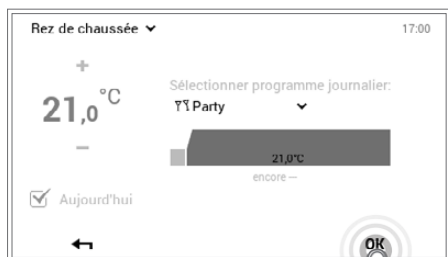 Rez de chaussée 17:00
+
21,0 °C
−
Sélectionner programme journalier:
Party
21,0°C
encore --
Aujourd'hui
OK